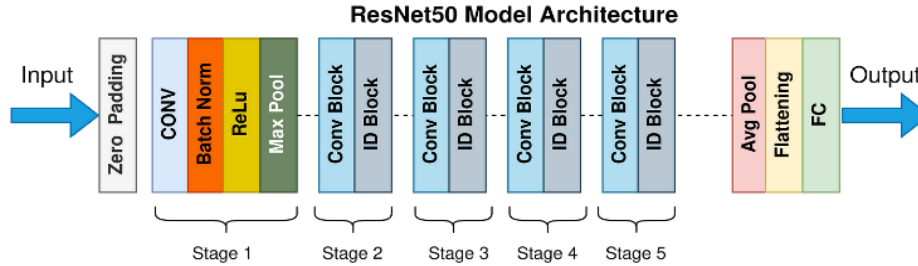 ResNet50 Model Architecture
Input
Zero Padding
CONV
Batch Norm
ReLu
Max Pool
Conv Block
ID Block
Conv Block
ID Block
Conv Block
ID Block
Conv Block
ID Block
Avg Pool
Flattening
FC
Output
Stage 1
Stage 2
Stage 3
Stage 4
Stage 5